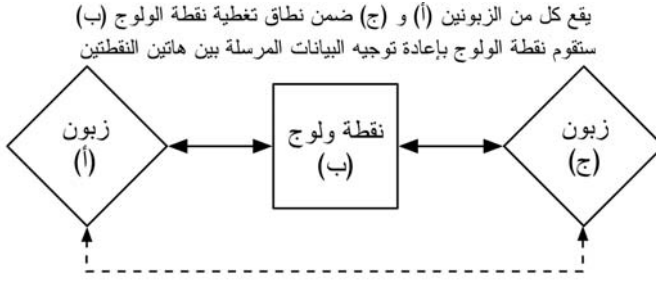 يقع كل من الزبونين (أ) و (ج) ضمن نطاق تغطية نقطة الولوج (ب)
ستقوم نقطة الولوج بإعادة توجيه البيانات المرسلة بين هاتين النقطتين
زبون
(أ)
نقطة ولوج
(ب)
زبون
(ج)